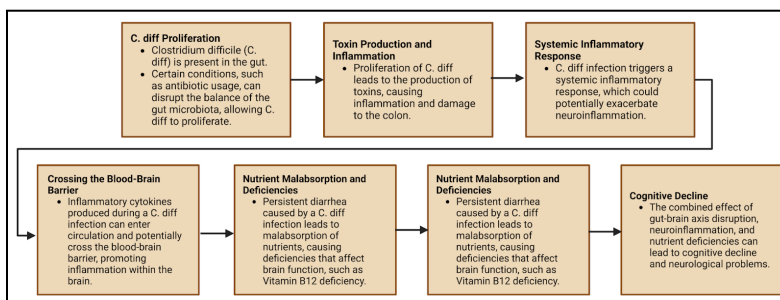 C. diff Proliferation
• Clostridium difficile (C.
diff) is present in the gut.
• Certain conditions, such
as antibiotic usage, can
disrupt the balance of the
gut microbiota, allowing C.
diff to proliferate.
Toxin Production and
Inflammation
• Proliferation of C. diff
leads to the production of
toxins, causing
inflammation and damage
to the colon.
Systemic Inflammatory
Response
• C. diff infection triggers a
systemic inflammatory
response, which could
potentially exacerbate
neuroinflammation.
Crossing the Blood-Brain
Barrier
• Inflammatory cytokines
produced during a C. diff
infection can enter
circulation and potentially
cross the blood-brain
barrier, promoting
inflammation within the
brain.
Nutrient Malabsorption and
Deficiencies
• Persistent diarrhea
caused by a C. diff
infection leads to
malabsorption of
nutrients, causing
deficiencies that affect
brain function, such as
Vitamin B12 deficiency.
Nutrient Malabsorption and
Deficiencies
• Persistent diarrhea
caused by a C. diff
infection leads to
malabsorption of
nutrients, causing
deficiencies that affect
brain function, such as
Vitamin B12 deficiency.
Cognitive Decline
• The combined effect of
gut-brain axis disruption,
neuroinflammation, and
nutrient deficiencies can
lead to cognitive decline
and neurological problems.